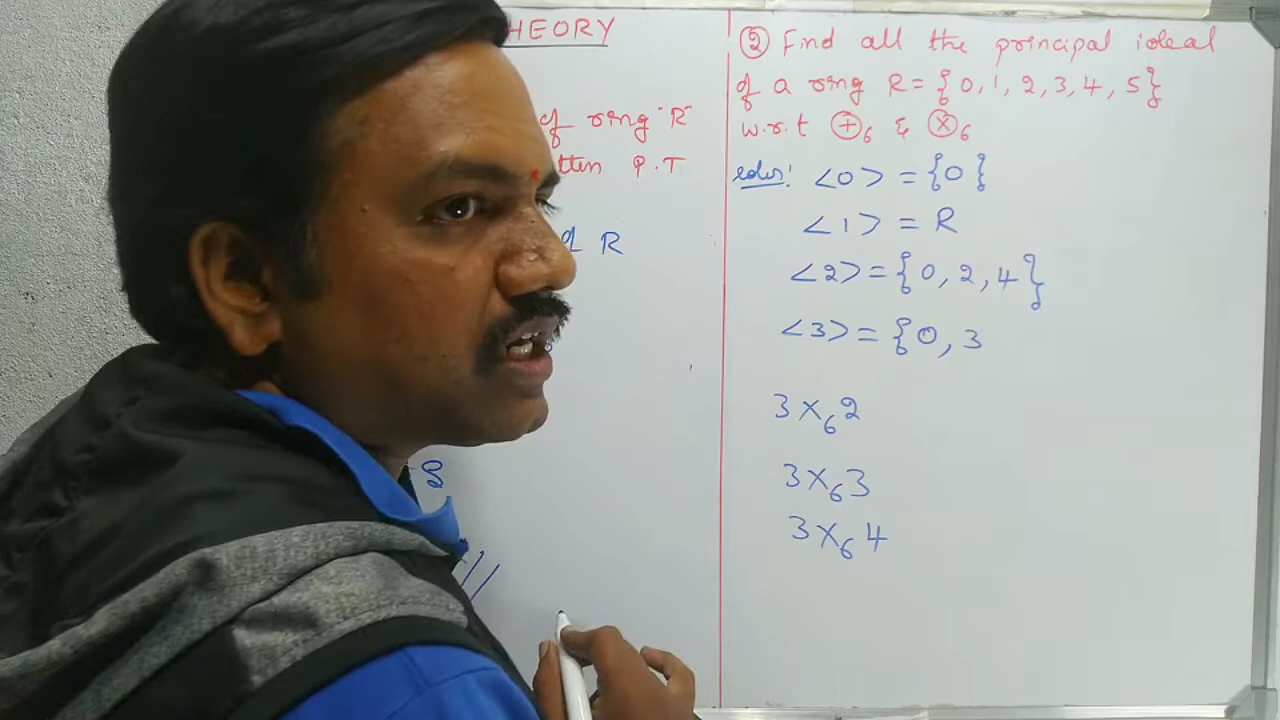 HEORY
of ring "R"
tten P.T
of R
S
② Find all the principal ideal
of a ring R = {0, 1, 2, 3, 4, 5}
w.r.t ⊕₆ & ⊗₆
<0> = {0}
<1> = R
<2> = {0, 2, 4}
<3> = {0, 3
3 ×₆ 2
3 ×₆ 3
3 ×₆ 4